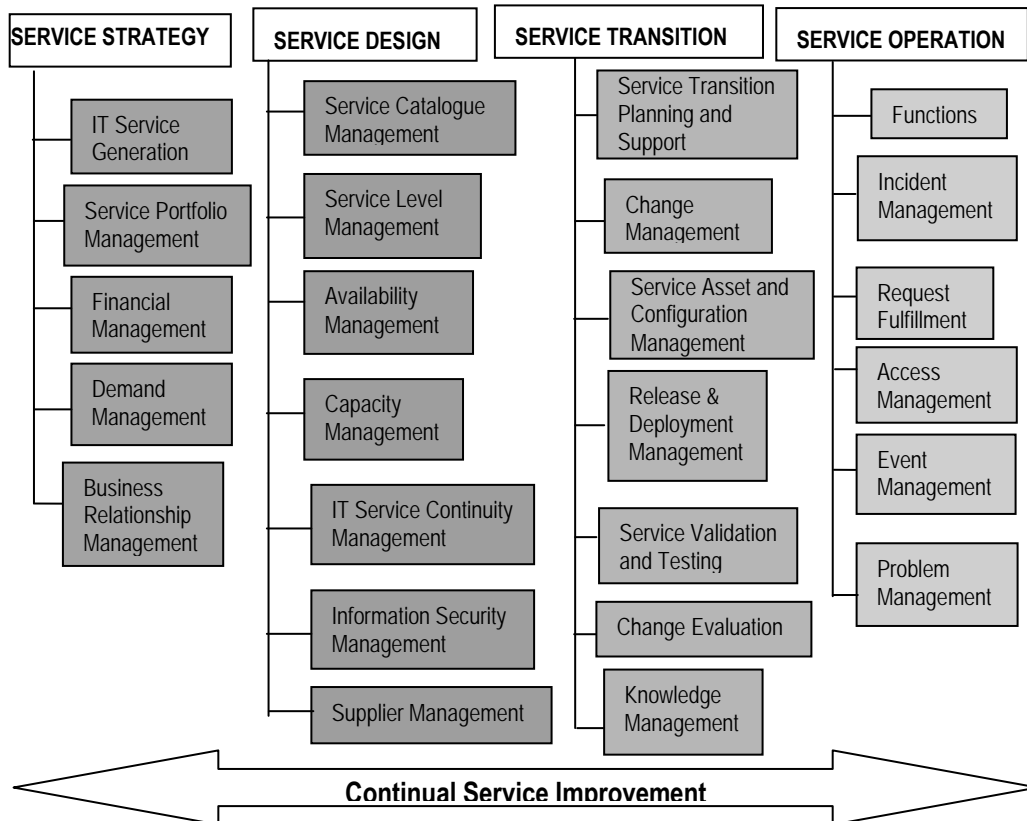 SERVICE STRATEGY
IT Service
Generation
Service Portfolio
Management
Financial
Management
Demand
Management
Business
Relationship
Management
SERVICE DESIGN
Service Catalogue
Management
Service Level
Management
Availability
Management
Capacity
Management
IT Service Continuity
Management
Information Security
Management
Supplier Management
SERVICE TRANSITION
Service Transition
Planning and
Support
Change
Management
Service Asset and
Configuration
Management
Release &
Deployment
Management
Service Validation
and Testing
Change Evaluation
Knowledge
Management
SERVICE OPERATION
Functions
Incident
Management
Request
Fulfillment
Access
Management
Event
Management
Problem
Management
Continual Service Improvement